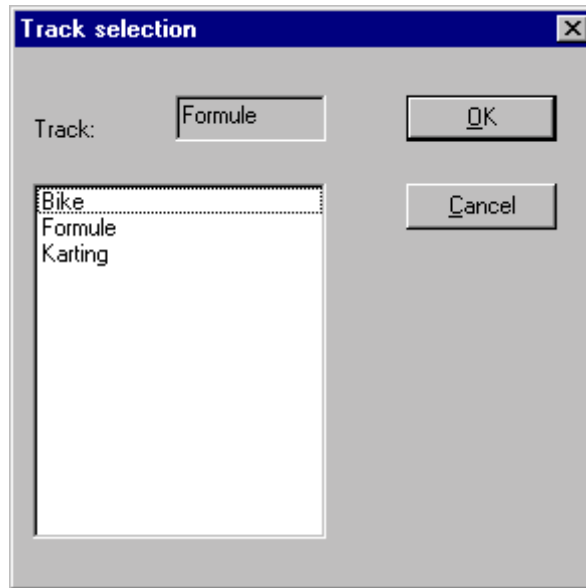 Track selection
Track: Formule OK
Bike
Formule
Karting
Cancel